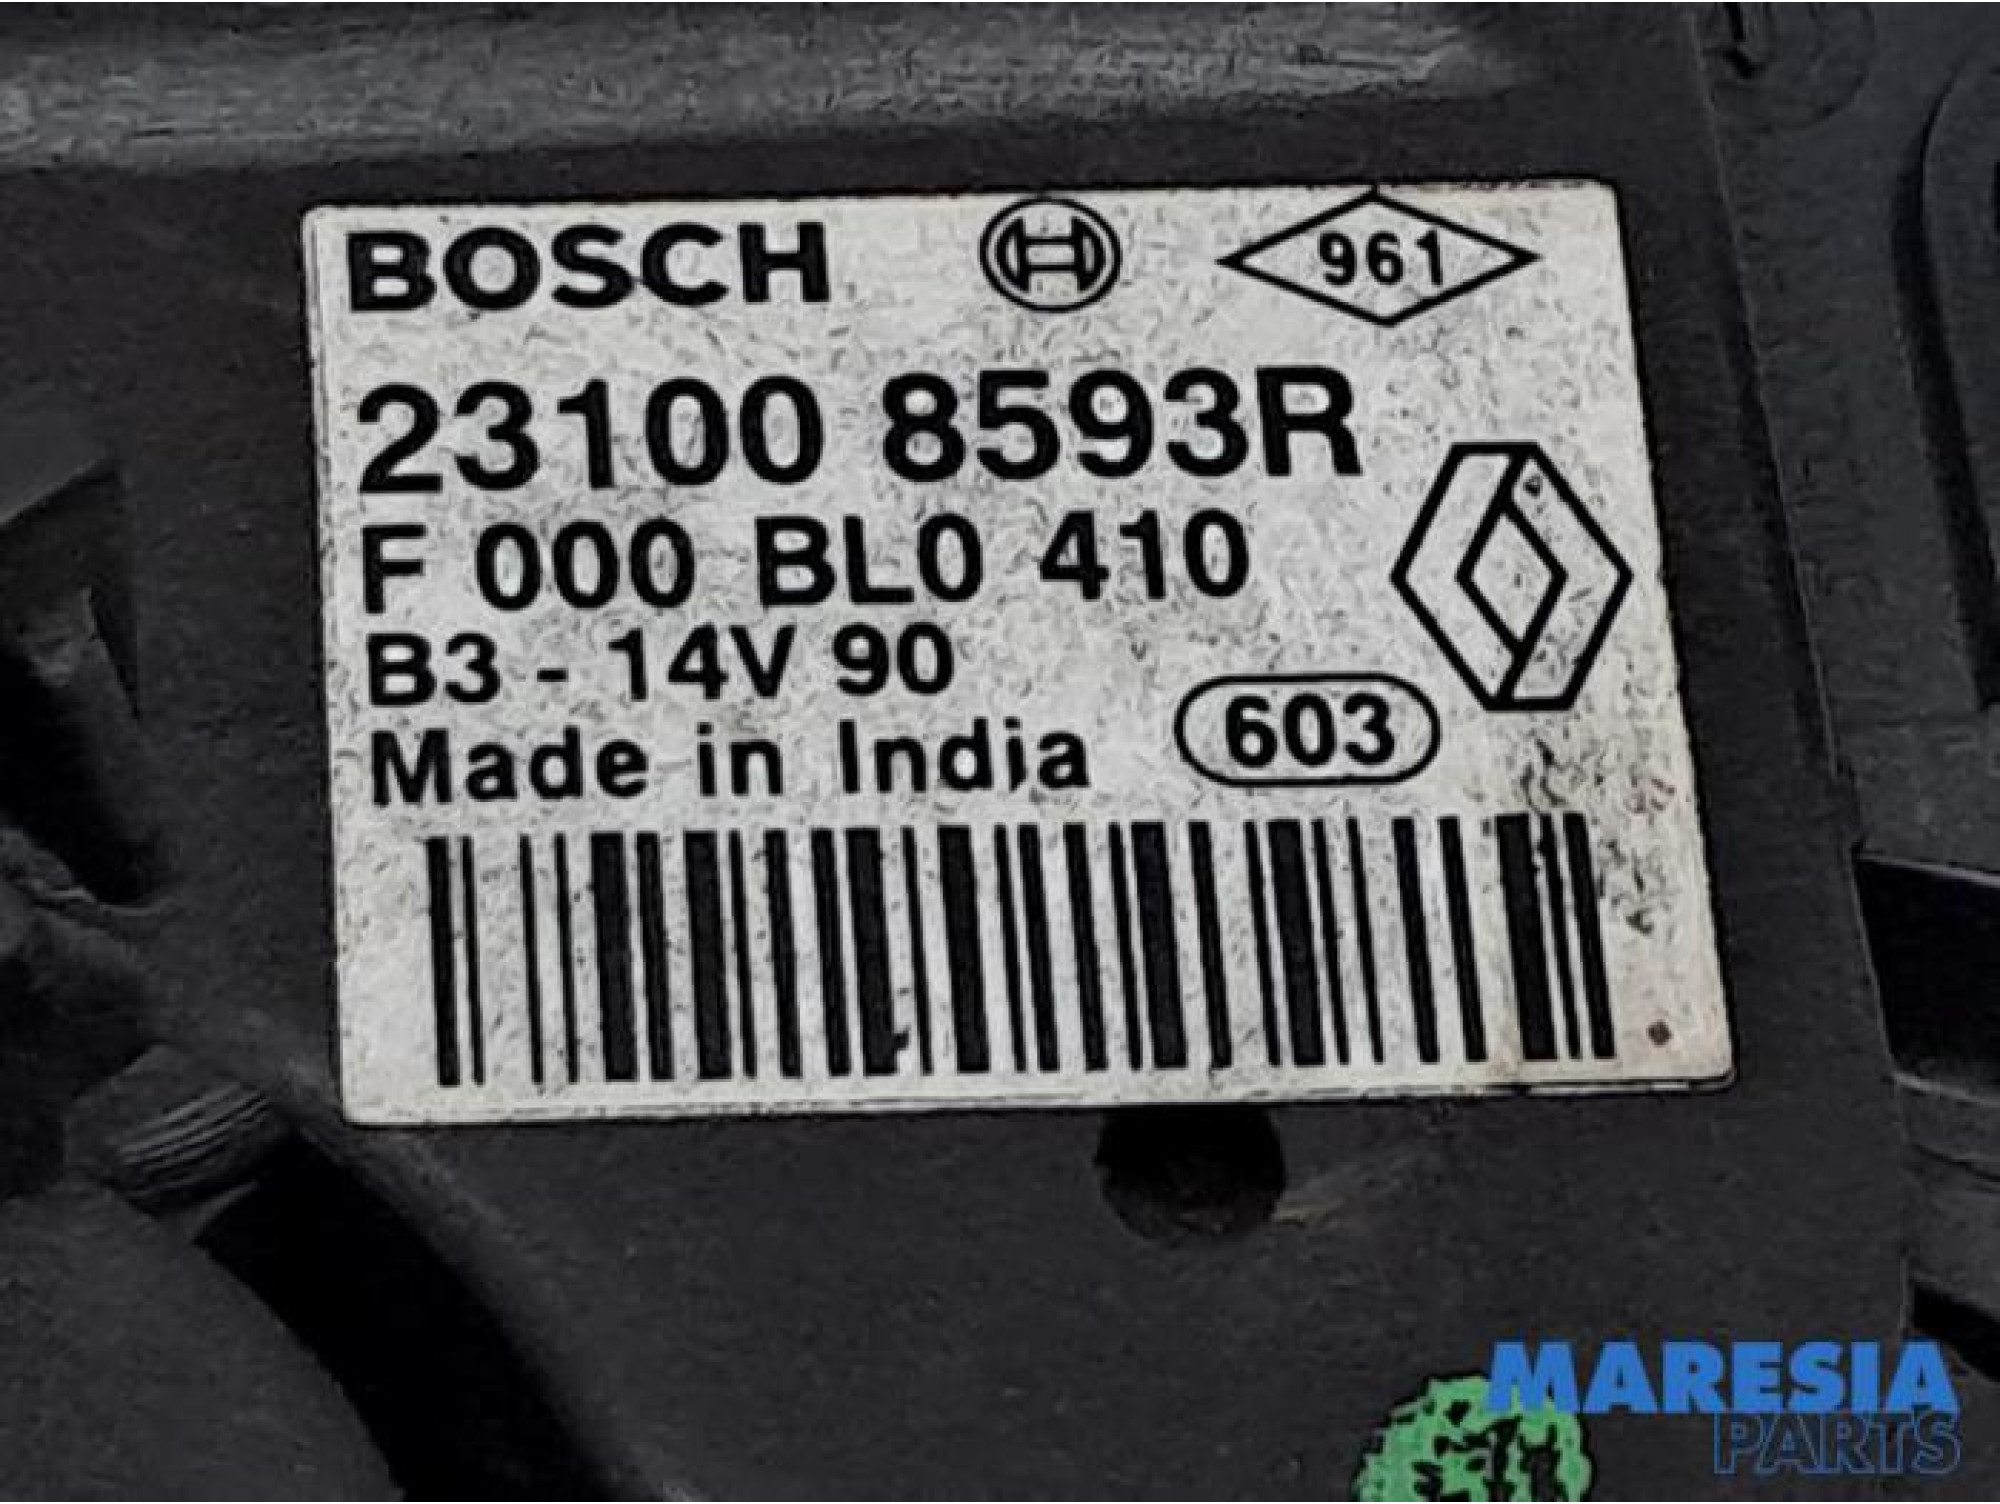 BOSCH 961
23100 8593R
F 000 BL0 410
B3 - 14V 90
Made in India 603
MARESIA
PARTS